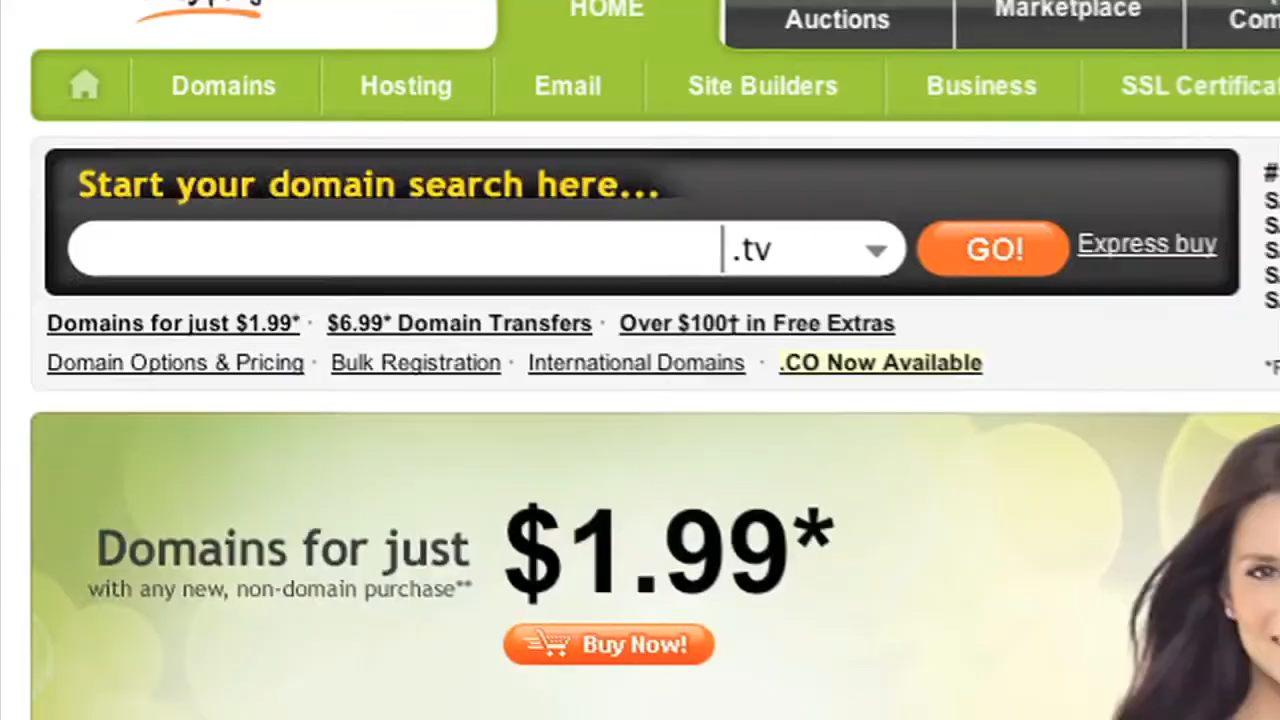 HOME
Auctions
Marketplace
Domains
Hosting
Email
Site Builders
Business
SSL
Start your domain search here...
.tv
GO!
Express buy
Domains for just $1.99* · $6.99* Domain Transfers · Over $100† in Free Extras
Domain Options & Pricing · Bulk Registration · International Domains · .CO Now Available
Domains for just $1.99*
with any new, non-domain purchase**
Buy Now!